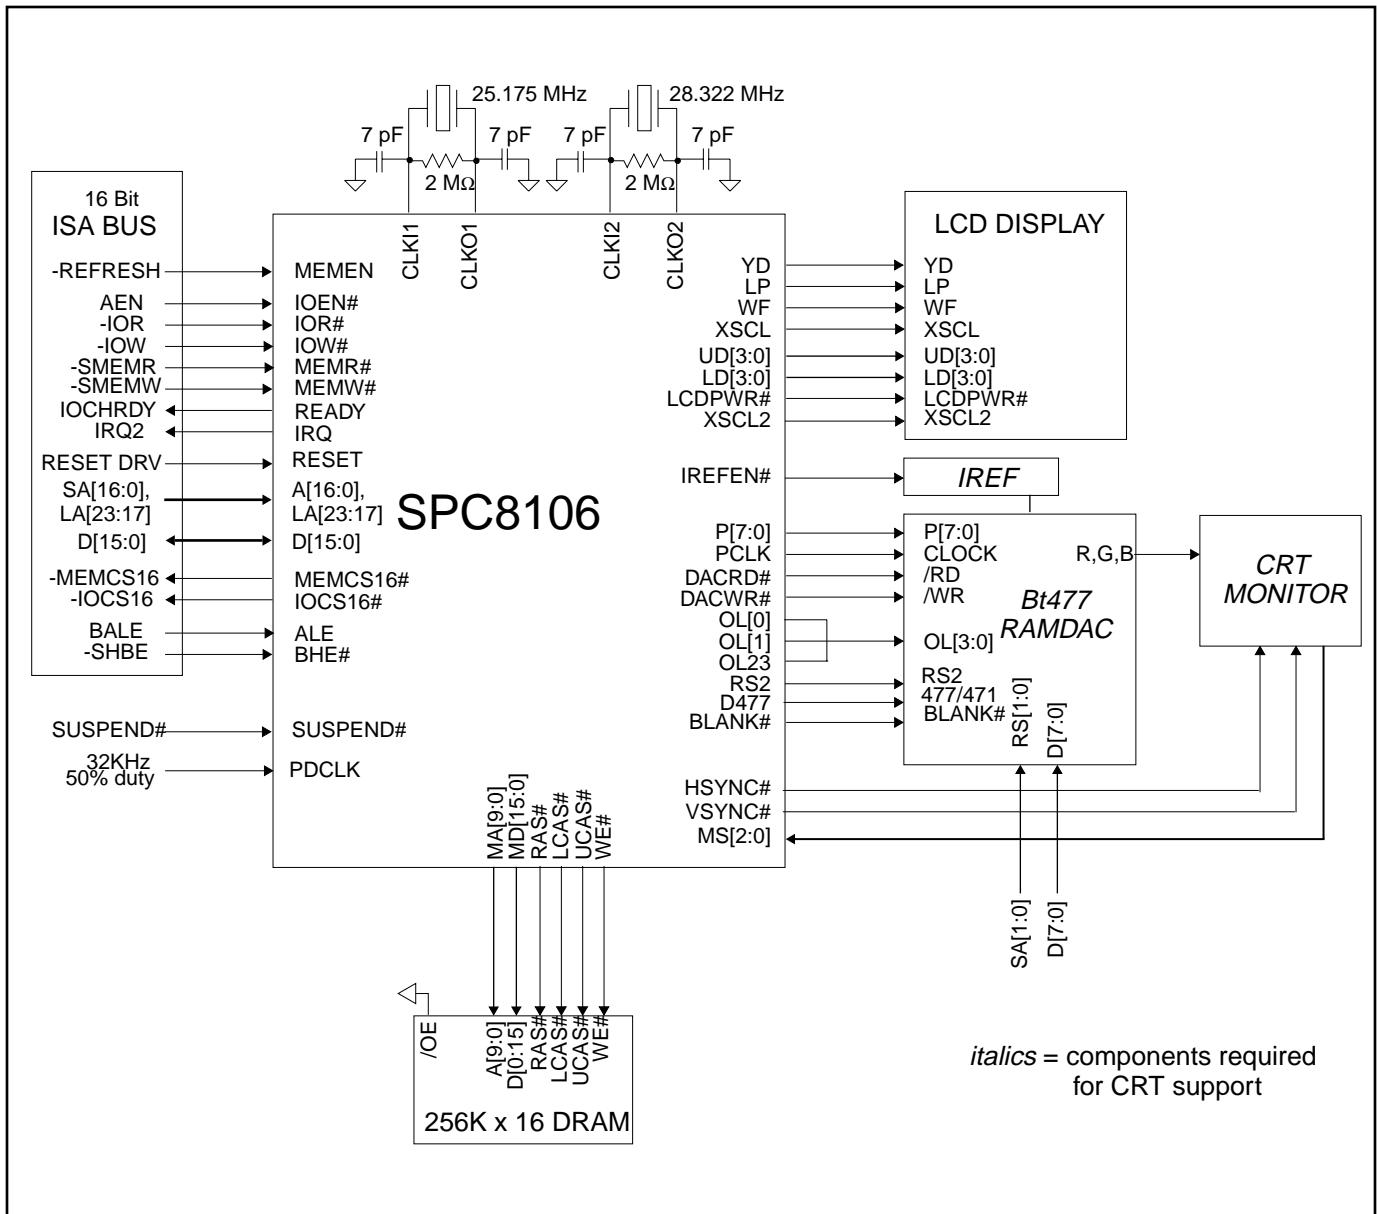 25.175 MHz
28.322 MHz
7 pF
7 pF
7 pF
7 pF
2 MΩ
2 MΩ
16 Bit
ISA BUS
-REFRESH
AEN
-IOR
-IOW
-SMEMR
-SMEMW
IOCHRDY
IRQ2
RESET DRV
SA[16:0],
LA[23:17]
D[15:0]
-MEMCS16
-IOCS16
BALE
-SHBE
SUSPEND#
32KHz
50% duty
CLKI1
CLKO1
CLKI2
CLKO2
MEMEN
IOEN#
IOR#
IOW#
MEMR#
MEMW#
READY
IRQ
RESET
A[16:0],
LA[23:17]
D[15:0]
MEMCS16#
IOCS16#
ALE
BHE#
SUSPEND#
PDCLK
SPC8106
YD
LP
WF
XSCL
UD[3:0]
LD[3:0]
LCDPWR#
XSCL2
IREFEN#
P[7:0]
PCLK
DACRD#
DACWR#
OL[0]
OL[1]
OL23
RS2
D477
BLANK#
HSYNC#
VSYNC#
MS[2:0]
MA[9:0]
MD[15:0]
RAS#
LCAS#
UCAS#
WE#
LCD DISPLAY
YD
LP
WF
XSCL
UD[3:0]
LD[3:0]
LCDPWR#
XSCL2
IREF
P[7:0]
CLOCK
/RD
/WR
OL[3:0]
RS2
477/471
BLANK#
R,G,B
Bt477
RAMDAC
RS[1:0]
D[7:0]
CRT
MONITOR
SA[1:0]
D[7:0]
/OE
A[9:0]
D[0:15]
RAS#
LCAS#
UCAS#
WE#
256K x 16 DRAM
italics = components required
for CRT support